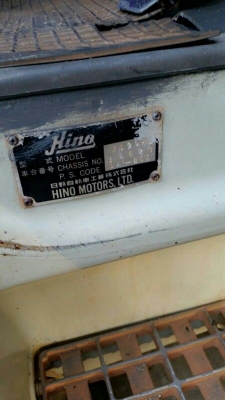 Hino
型 式 MODEL
車台番号 CHASSIS NO.
P. S. CODE
日野自動車工業株式会社
HINO MOTORS, LTD.